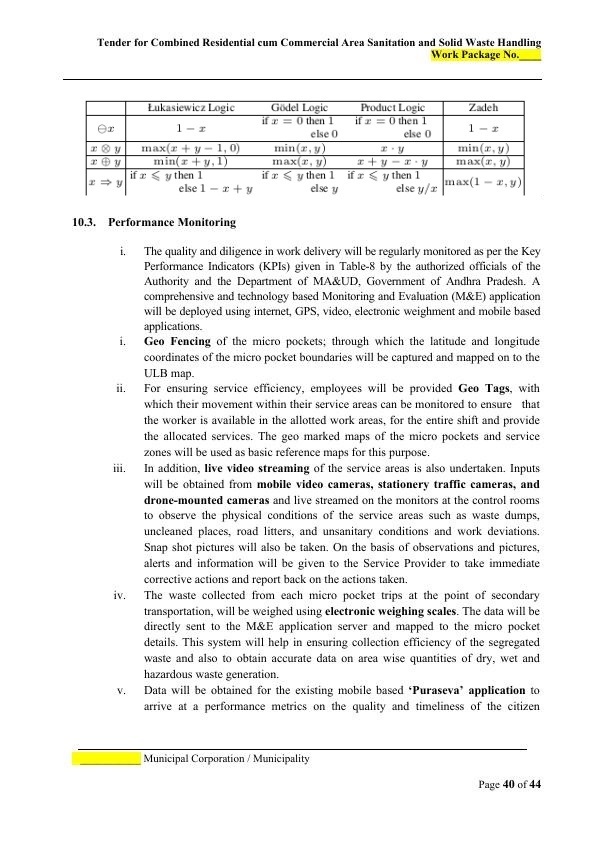 Tender for Combined Residential cum Commercial Area Sanitation and Solid Waste Handling
Work Package No.____
Łukasiewicz Logic Gödel Logic Product Logic Zadeh
⊖x 1 − x if x = 0 then 1 else 0 if x = 0 then 1 else 0 1 − x
x ⊗ y max(x + y − 1, 0) min(x, y) x · y min(x, y)
x ⊕ y min(x + y, 1) max(x, y) x + y − x · y max(x, y)
x ⇒ y if x ⩽ y then 1 else 1 − x + y if x ⩽ y then 1 else y if x ⩽ y then 1 else y/x max(1 − x, y)
10.3. Performance Monitoring
i. The quality and diligence in work delivery will be regularly monitored as per the Key
Performance Indicators (KPIs) given in Table-8 by the authorized officials of the
Authority and the Department of MA&UD, Government of Andhra Pradesh. A
comprehensive and technology based Monitoring and Evaluation (M&E) application
will be deployed using internet, GPS, video, electronic weighment and mobile based
applications.
i. Geo Fencing of the micro pockets; through which the latitude and longitude
coordinates of the micro pocket boundaries will be captured and mapped on to the
ULB map.
ii. For ensuring service efficiency, employees will be provided Geo Tags, with
which their movement within their service areas can be monitored to ensure that
the worker is available in the allotted work areas, for the entire shift and provide
the allocated services. The geo marked maps of the micro pockets and service
zones will be used as basic reference maps for this purpose.
iii. In addition, live video streaming of the service areas is also undertaken. Inputs
will be obtained from mobile video cameras, stationery traffic cameras, and
drone-mounted cameras and live streamed on the monitors at the control rooms
to observe the physical conditions of the service areas such as waste dumps,
uncleaned places, road litters, and unsanitary conditions and work deviations.
Snap shot pictures will also be taken. On the basis of observations and pictures,
alerts and information will be given to the Service Provider to take immediate
corrective actions and report back on the actions taken.
iv. The waste collected from each micro pocket trips at the point of secondary
transportation, will be weighed using electronic weighing scales. The data will be
directly sent to the M&E application server and mapped to the micro pocket
details. This system will help in ensuring collection efficiency of the segregated
waste and also to obtain accurate data on area wise quantities of dry, wet and
hazardous waste generation.
v. Data will be obtained for the existing mobile based ‘Puraseva’ application to
arrive at a performance metrics on the quality and timeliness of the citizen
____________ Municipal Corporation / Municipality
Page 40 of 44